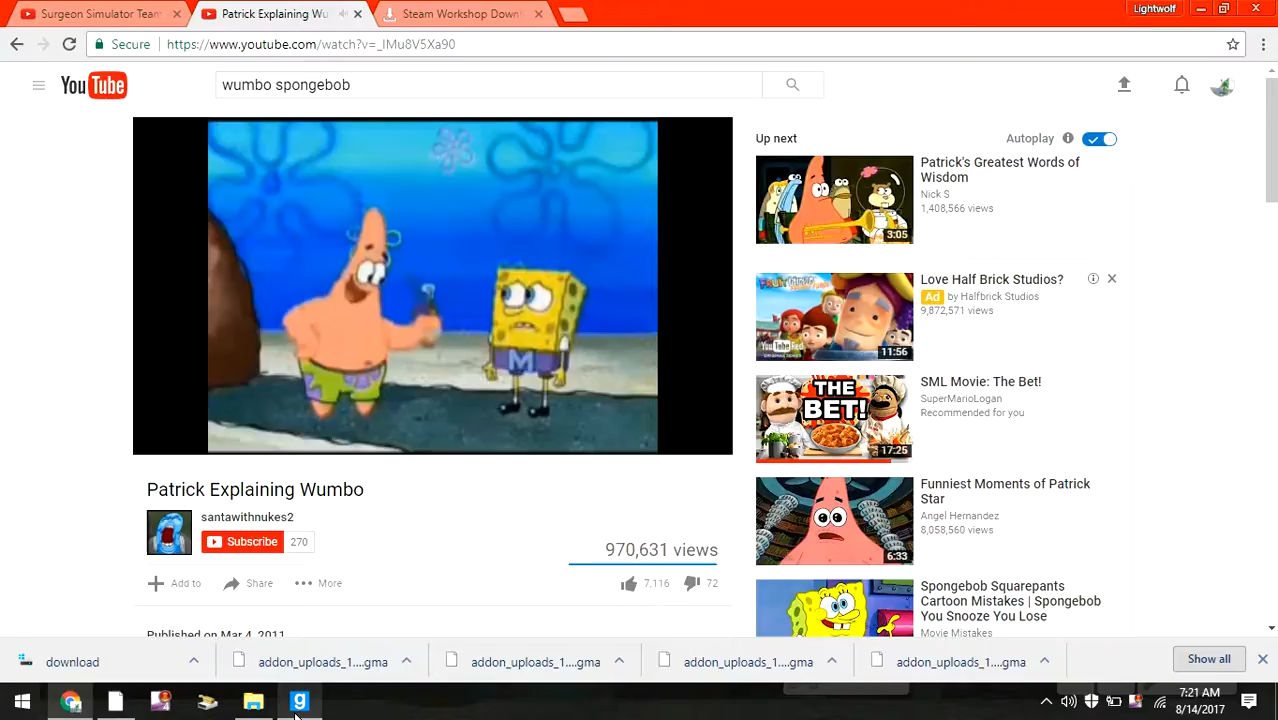 Surgeon Simulator Team
Patrick Explaining Wu
Steam Workshop Down
Lightwolf
Secure
https://www.youtube.com/watch?v=_IMu8V5Xa90
YouTube
wumbo spongebob
Up next
Autoplay
Patrick's Greatest Words of
Wisdom
Nick S
1,408,566 views
3:05
Love Half Brick Studios?
Ad by Halfbrick Studios
9,872,571 views
YouTube Red
11:56
SML Movie: The Bet!
SuperMarioLogan
Recommended for you
THE
BET!
17:25
Funniest Moments of Patrick
Star
Angel Hernandez
8,058,560 views
6:33
Spongebob Squarepants
Cartoon Mistakes | Spongebob
You Snooze You Lose
Movie Mistakes
M
Patrick Explaining Wumbo
santawithnukes2
Subscribe 270
970,631 views
Add to
Share
More
7,116
72
Published on Mar 4, 2011
download
addon_uploads_1....gma
addon_uploads_1....gma
addon_uploads_1....gma
addon_uploads_1....gma
Show all
g
7:21 AM
8/14/2017